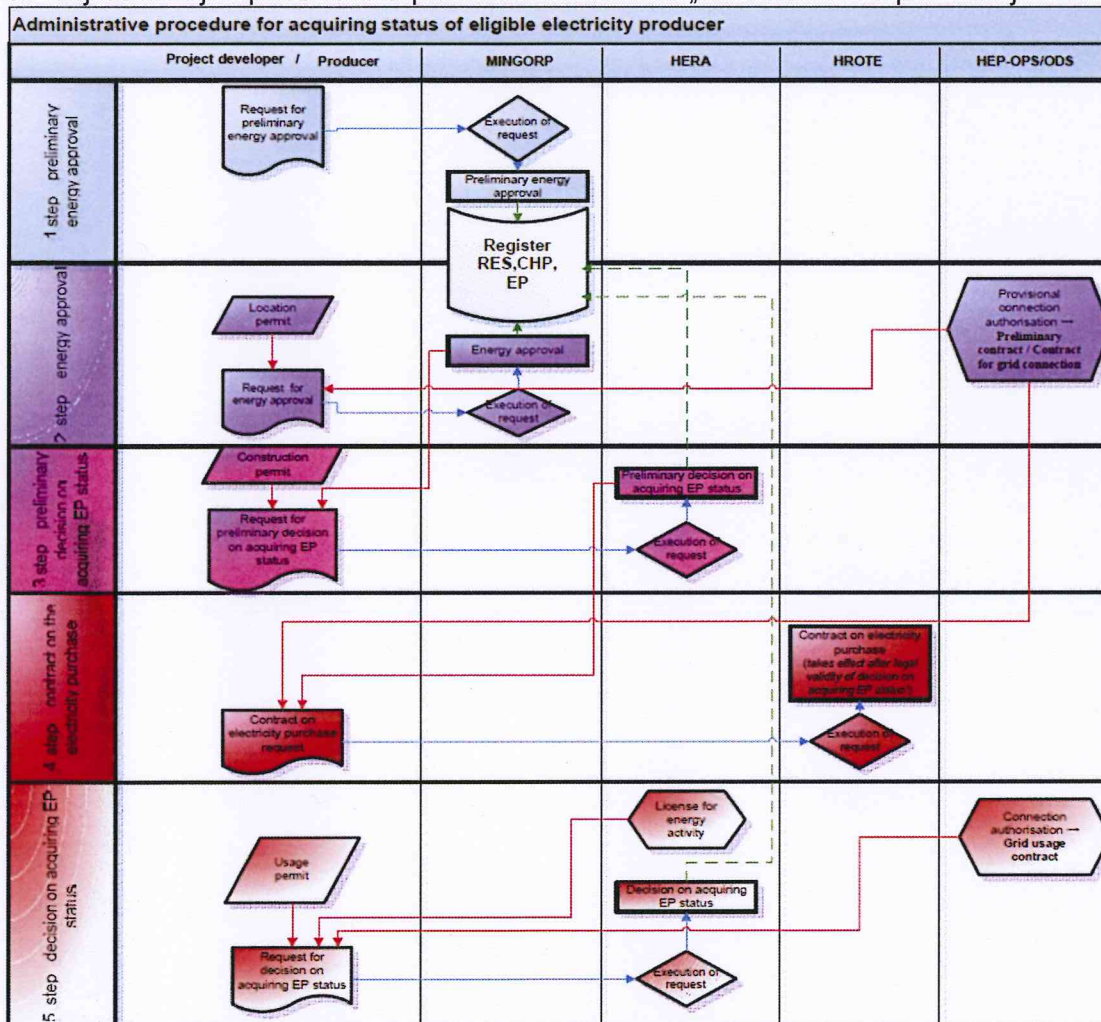 Administrative procedure for acquiring status of eligible electricity producer
Project developer / Producer
MINGORP
HERA
HROTE
HEP-OPS/ODS
1 step preliminary
energy approval
Request for
preliminary
energy approval
Execution of
request
Preliminary energy
approval
Register
RES,CHP,
EP
2 step energy approval
Location
permit
Request for
energy approval
Energy approval
Execution of
request
Provisional
connection
authorisation →
Preliminary
contract / Contract
for grid connection
3 step preliminary
decision on
acquiring EP status
Construction
permit
Request for
preliminary decision
on acquiring EP
status
Preliminary decision on
acquiring EP status
Execution of
request
4 step contract on the
electricity purchase
Contract on
electricity purchase
request
Contract on electricity
purchase
(takes effect after legal
validity of decision on
acquiring EP status*)
Execution of
request
5 step decision on acquiring EP
status
Usage
permit
Request for
decision on
acquiring EP status
License for
energy
activity
Decision on acquiring
EP status
Execution of
request
Connection
authorisation →
Grid usage
contract